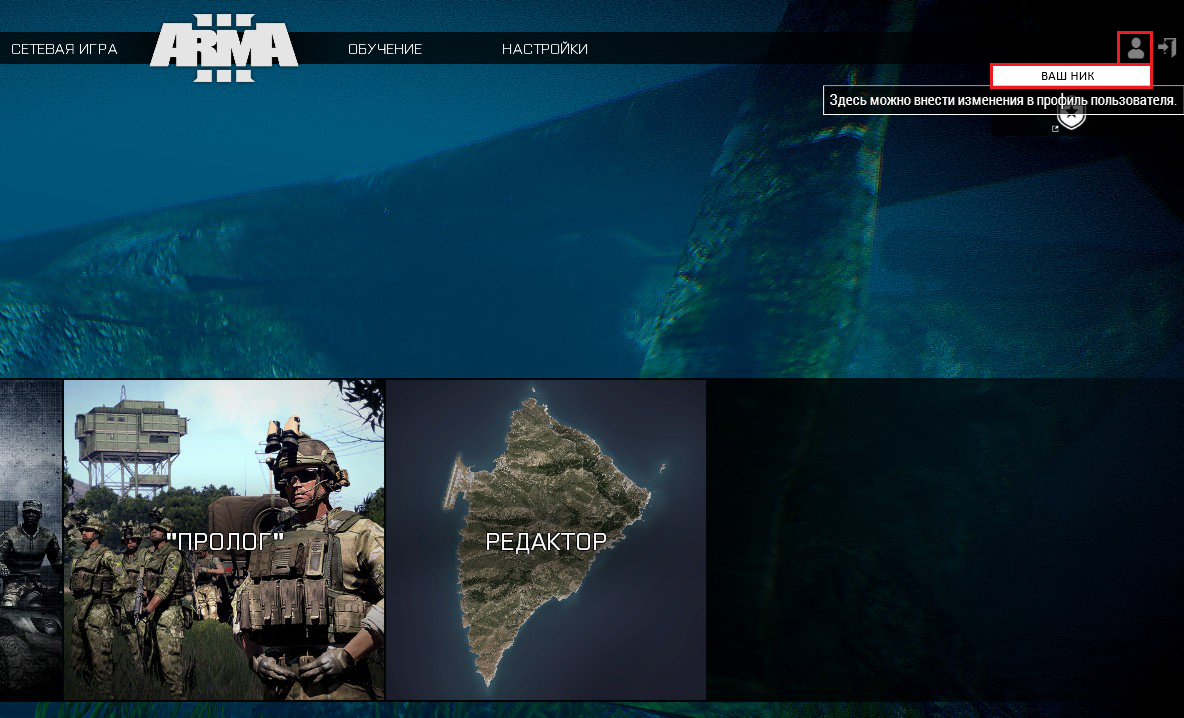 СЕТЕВАЯ ИГРА
ARMA
III
ОБУЧЕНИЕ
НАСТРОЙКИ
ВАШ НИК
Здесь можно внести изменения в профиль пользователя.
"ПРОЛОГ"
РЕДАКТОР